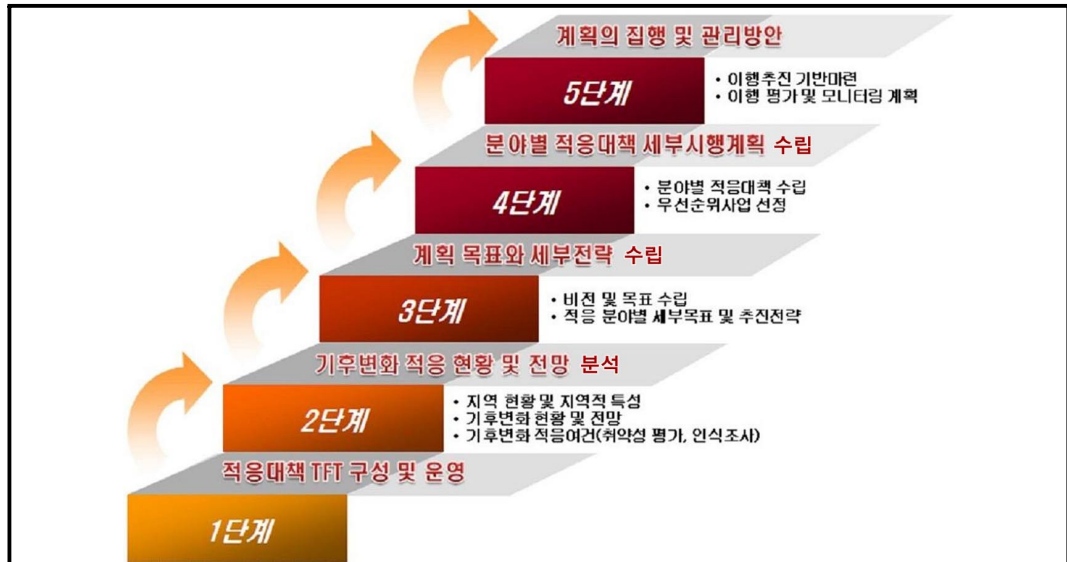 계획의 집행 및 관리방안
5단계
• 이행추진 기반마련
• 이행 평가 및 모니터링 계획
분야별 적응대책 세부시행계획 수립
4단계
• 분야별 적응대책 수립
• 우선순위사업 선정
계획 목표와 세부전략 수립
3단계
• 비전 및 목표 수립
• 적응 분야별 세부목표 및 추진전략
기후변화 적응 현황 및 전망 분석
2단계
• 지역 현황 및 지역적 특성
• 기후변화 현황 및 전망
• 기후변화 적응여건(취약성 평가, 인식조사)
적응대책 TFT 구성 및 운영
1단계